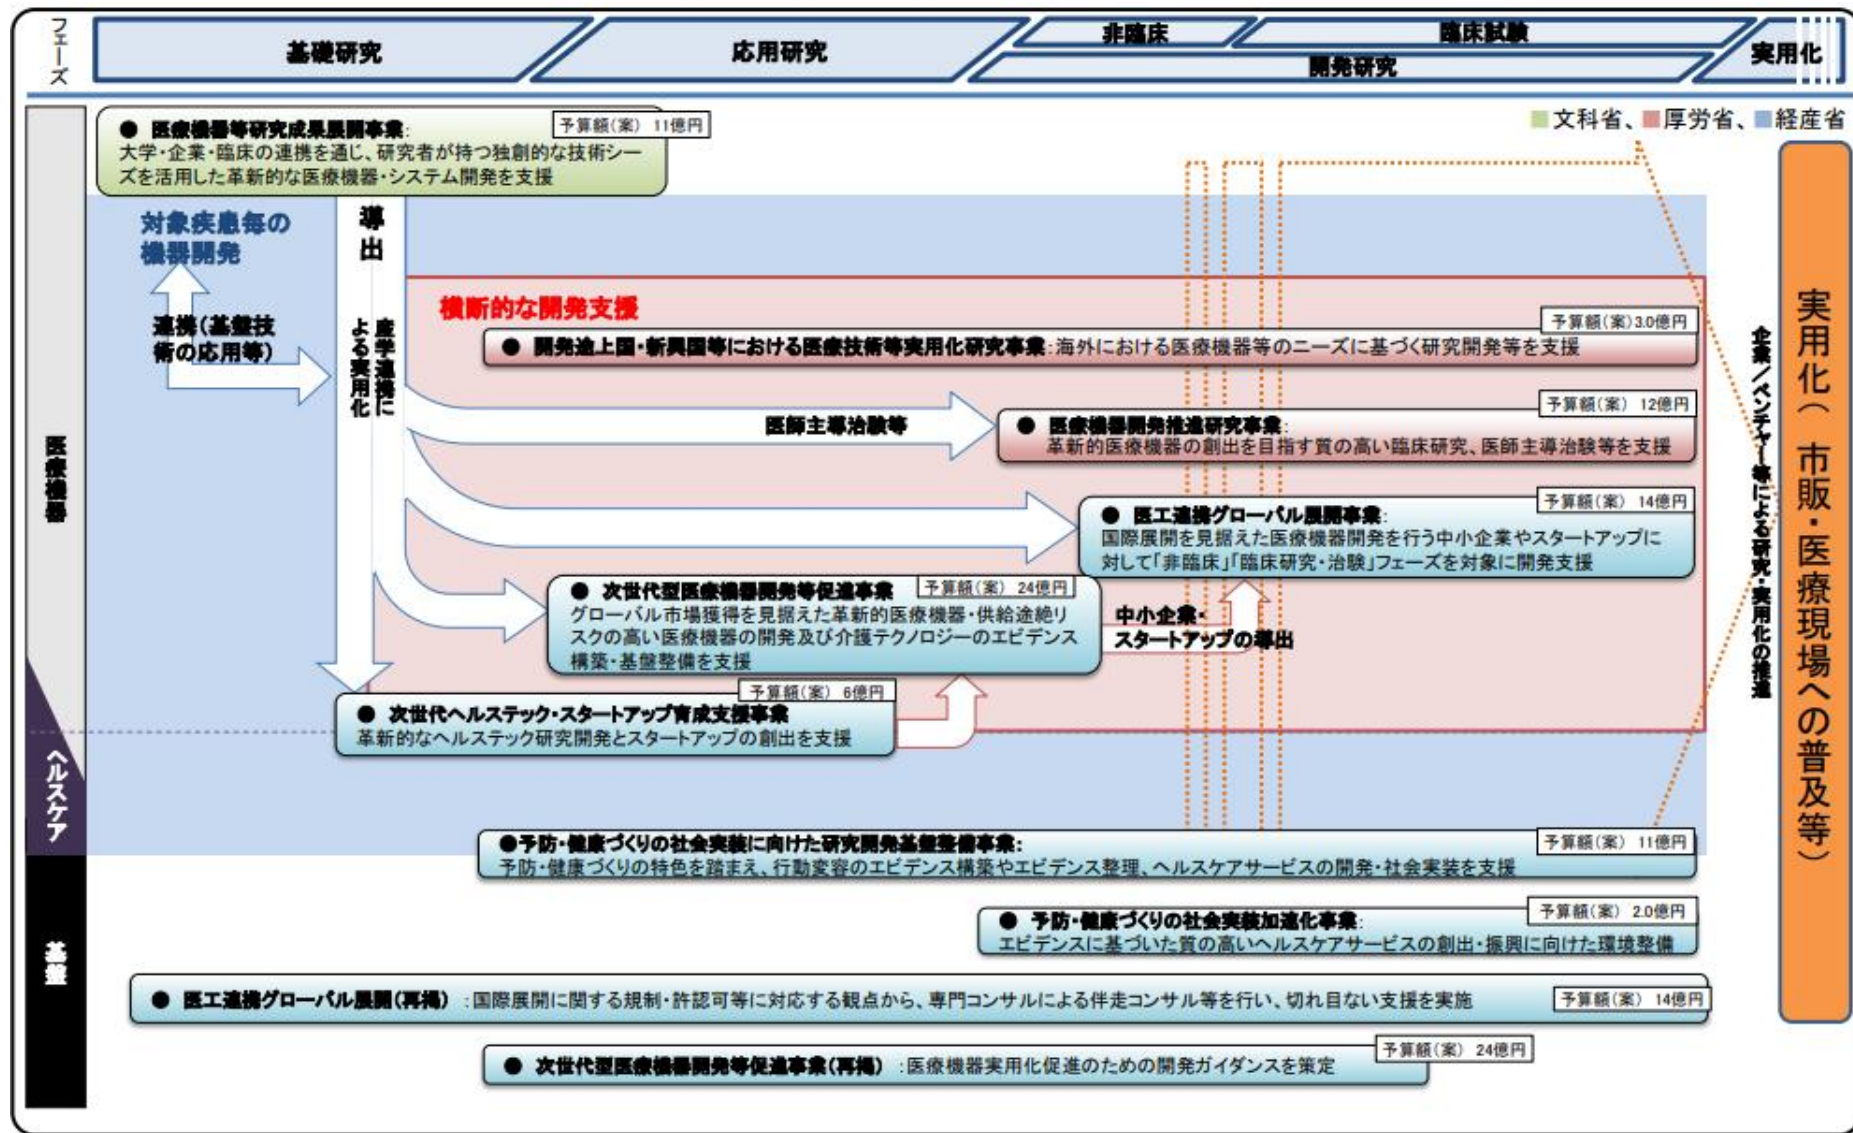 フェーズ
基礎研究
応用研究
非臨床
臨床試験
開発研究
実用化
■文科省、■厚労省、■経産省
● 医療機器等研究成果展開事業:
予算額(案) 11億円
大学・企業・臨床の連携を通じ、研究者が持つ独創的な技術シー
ズを活用した革新的な医療機器・システム開発を支援
対象疾患毎の
機器開発
連携(基盤技
術の応用等)
導出
産学連携に
よる実用化
横断的な開発支援
予算額(案)3.0億円
● 開発途上国・新興国等における医療技術等実用化研究事業:海外における医療機器等のニーズに基づく研究開発等を支援
医師主導治験等
予算額(案) 12億円
● 医療機器開発推進研究事業:
革新的医療機器の創出を目指す質の高い臨床研究、医師主導治験等を支援
予算額(案) 14億円
● 医工連携グローバル展開事業:
国際展開を見据えた医療機器開発を行う中小企業やスタートアップに
対して「非臨床」「臨床研究・治験」フェーズを対象に開発支援
● 次世代型医療機器開発等促進事業
予算額(案) 24億円
グローバル市場獲得を見据えた革新的医療機器・供給途絶リ
スクの高い医療機器の開発及び介護テクノロジーのエビデンス
構築・基盤整備を支援
中小企業・
スタートアップの導出
予算額(案) 6億円
● 次世代ヘルステック・スタートアップ育成支援事業
革新的なヘルステック研究開発とスタートアップの創出を支援
医療機器
ヘルスケア
基盤
予算額(案) 11億円
●予防・健康づくりの社会実装に向けた研究開発基盤整備事業:
予防・健康づくりの特色を踏まえ、行動変容のエビデンス構築やエビデンス整理、ヘルスケアサービスの開発・社会実装を支援
予算額(案) 2.0億円
● 予防・健康づくりの社会実装加速化事業:
エビデンスに基づいた質の高いヘルスケアサービスの創出・振興に向けた環境整備
● 医工連携グローバル展開(再掲) :国際展開に関する規制・許認可等に対応する観点から、専門コンサルによる伴走コンサル等を行い、切れ目ない支援を実施
予算額(案) 14億円
予算額(案) 24億円
● 次世代型医療機器開発等促進事業(再掲) :医療機器実用化促進のための開発ガイダンスを策定
企業/ベンチャー等による研究・実用化の推進
実用化( 市販・医療現場への普及等)